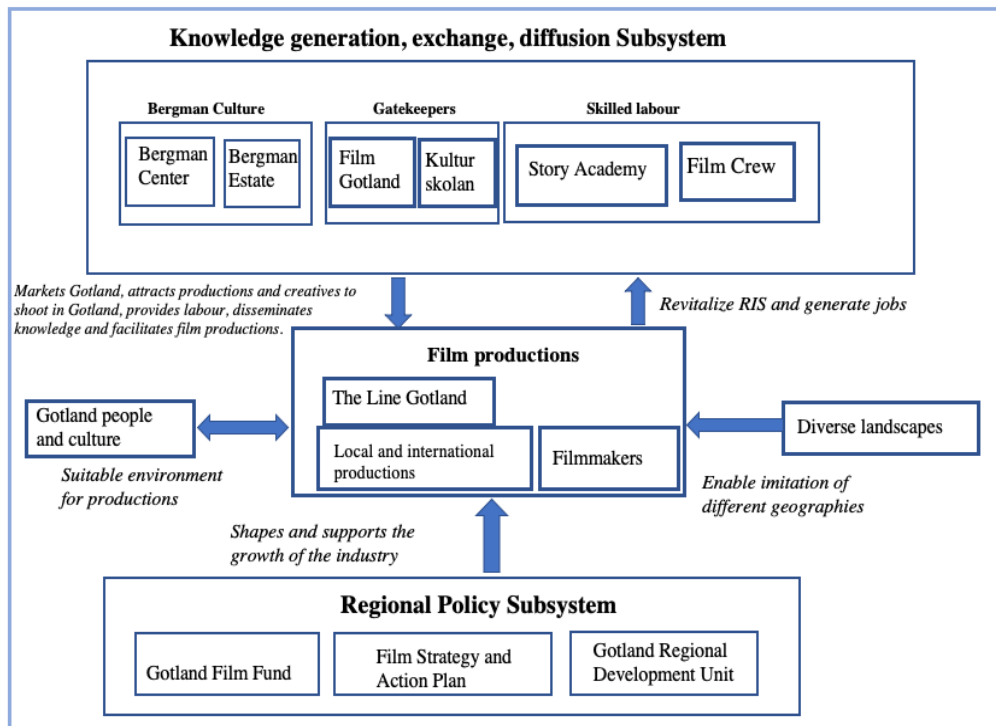 Knowledge generation, exchange, diffusion Subsystem
Bergman Culture
Gatekeepers
Skilled labour
Bergman
Center
Bergman
Estate
Film
Gotland
Kultur
skolan
Story Academy
Film Crew
Markets Gotland, attracts productions and creatives to
shoot in Gotland, provides labour, disseminates
knowledge and facilitates film productions.
Revitalize RIS and generate jobs
Film productions
The Line Gotland
Local and international
productions
Filmmakers
Gotland people
and culture
Suitable environment
for productions
Diverse landscapes
Enable imitation of
different geographies
Shapes and supports the
growth of the industry
Regional Policy Subsystem
Gotland Film Fund
Film Strategy and
Action Plan
Gotland Regional
Development Unit